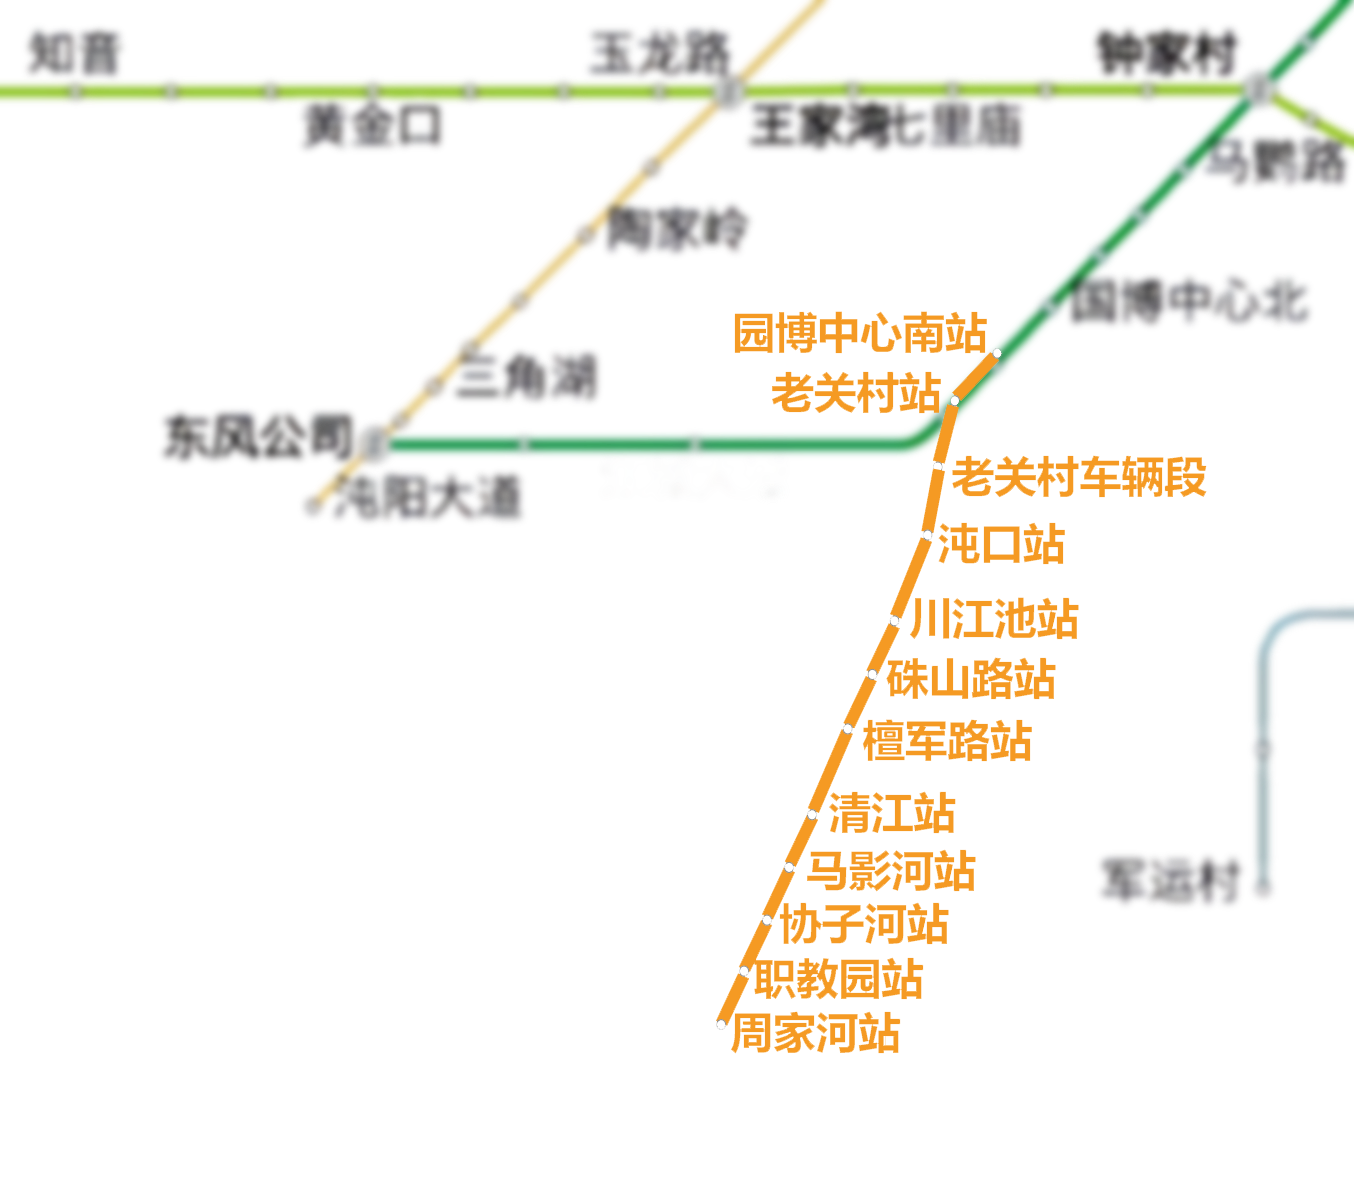 知音
玉龙路
钟家村
黄金口
王家湾
七里庙
马鹦路
陶家岭
国博中心北
园博中心南站
三角湖
老关村站
东风公司
沌阳大道
老关村车辆段
沌口站
川江池站
硃山路站
檀军路站
清江站
马影河站
军运村
协子河站
职教园站
周家河站